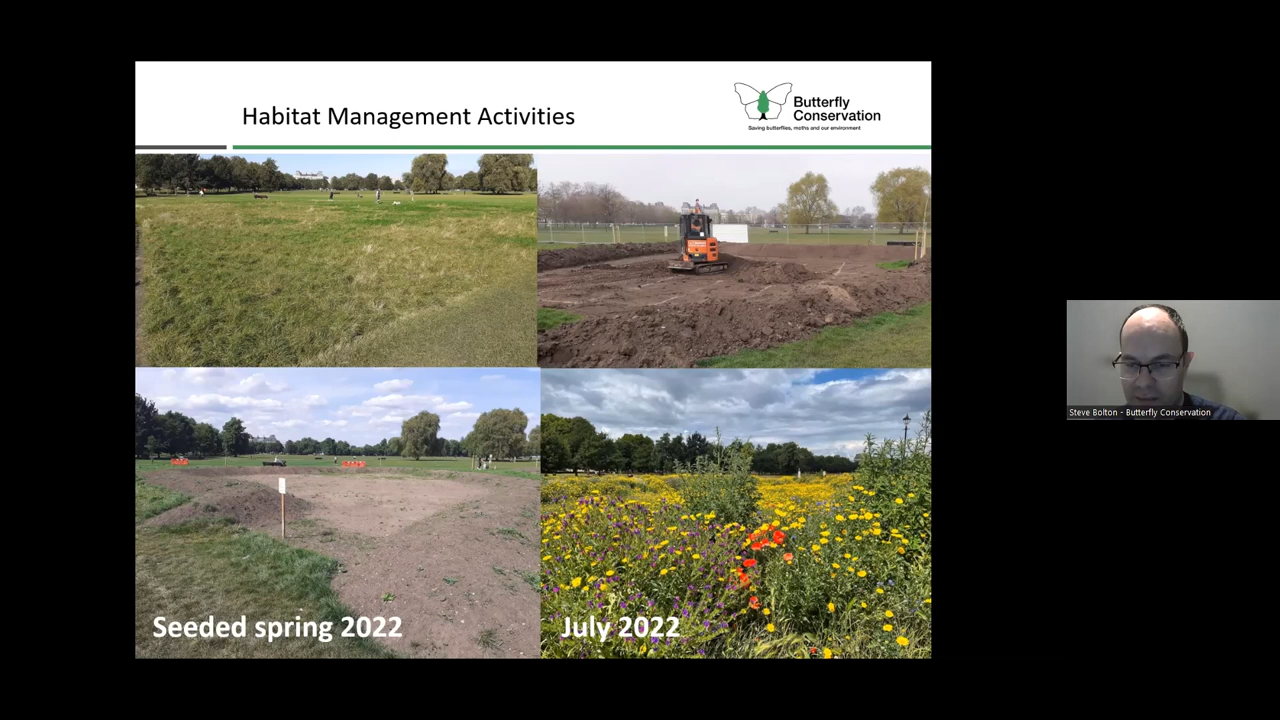 Habitat Management Activities
Butterfly
Conservation
Saving butterflies, moths and our environment
Seeded spring 2022
July 2022
Steve Bolton - Butterfly Conservation